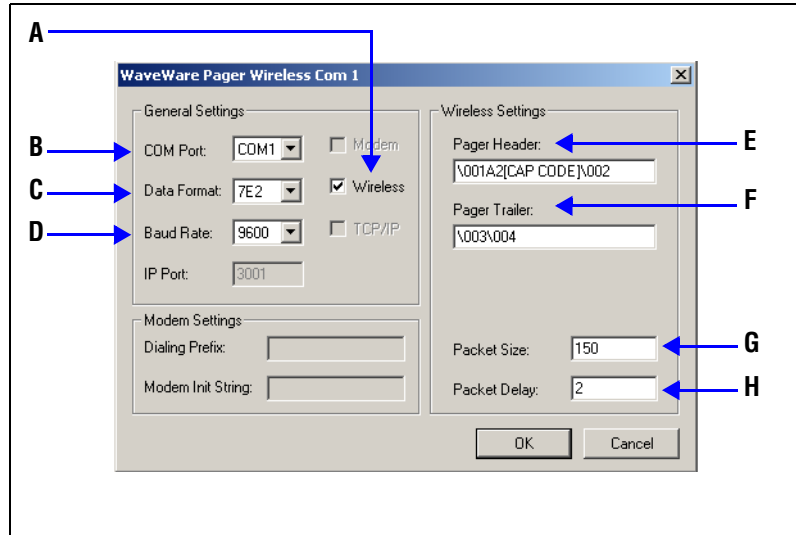 A
WaveWare Pager Wireless Com 1
General Settings
B
COM Port:
COM1
Modem
C
Data Format:
7E2
Wireless
D
Baud Rate:
9600
TCP/IP
IP Port:
3001
Modem Settings
Dialing Prefix:
Modem Init String:
Wireless Settings
Pager Header:
E
\001A2[CAP CODE]\002
Pager Trailer:
F
\003\004
Packet Size:
150
G
Packet Delay:
2
H
OK
Cancel